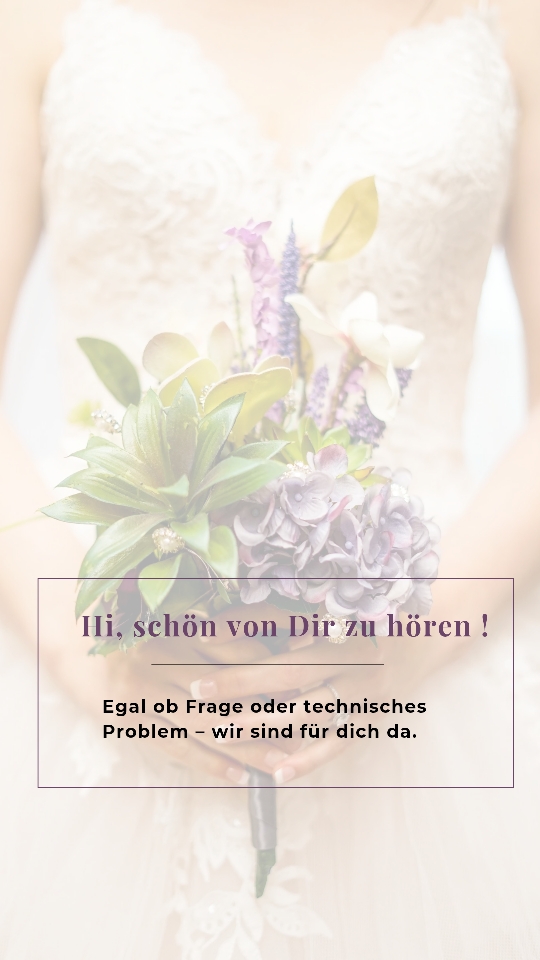 Hi, schön von Dir zu hören !
Egal ob Frage oder technisches
Problem – wir sind für dich da.